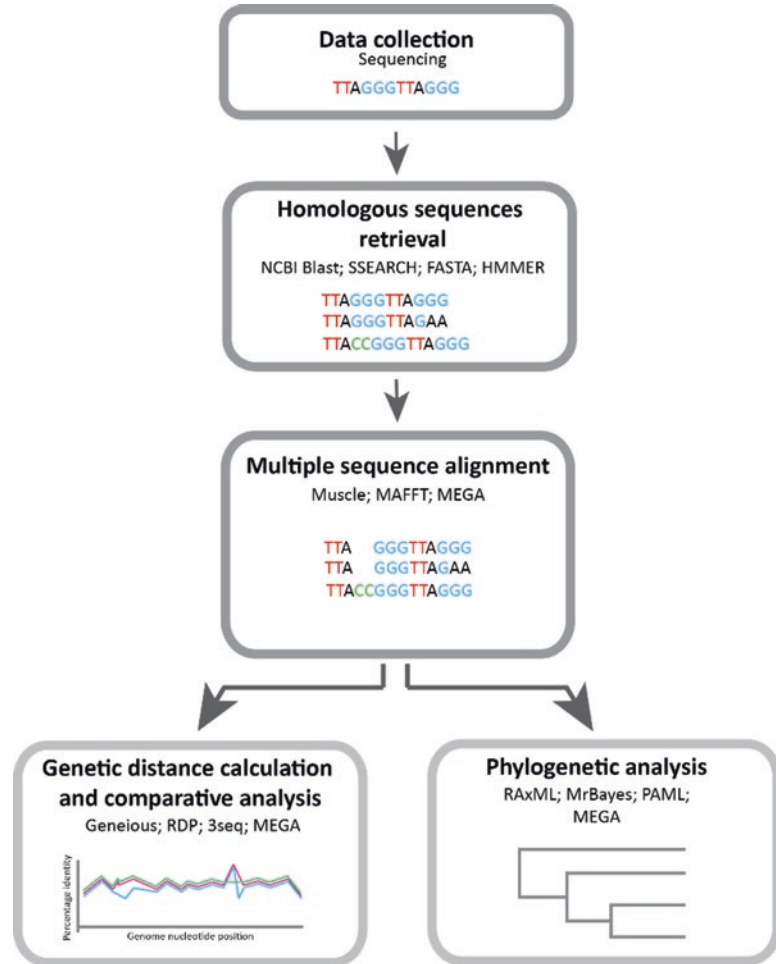 Data collection
Sequencing
TTAGGGTTAGGG
Homologous sequences
retrieval
NCBI Blast; SSEARCH; FASTA; HMMER
TTAGGGTTAGGG
TTAGGGTTAGAA
TTACCGGGTTAGGG
Multiple sequence alignment
Muscle; MAFFT; MEGA
TTA GGGTTAGGG
TTA GGGTTAGAA
TTACCGGGTTAGGG
Genetic distance calculation
and comparative analysis
Geneious; RDP; 3seq; MEGA
Percentage identity
Genome nucleotide position
Phylogenetic analysis
RAxML; MrBayes; PAML;
MEGA